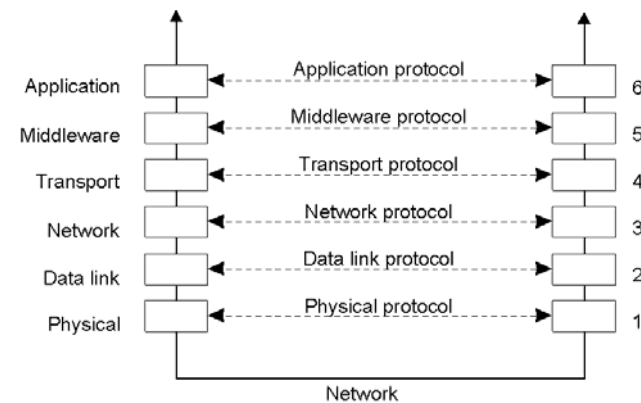 Application Application protocol 6
Middleware Middleware protocol 5
Transport Transport protocol 4
Network Network protocol 3
Data link Data link protocol 2
Physical Physical protocol 1
Network